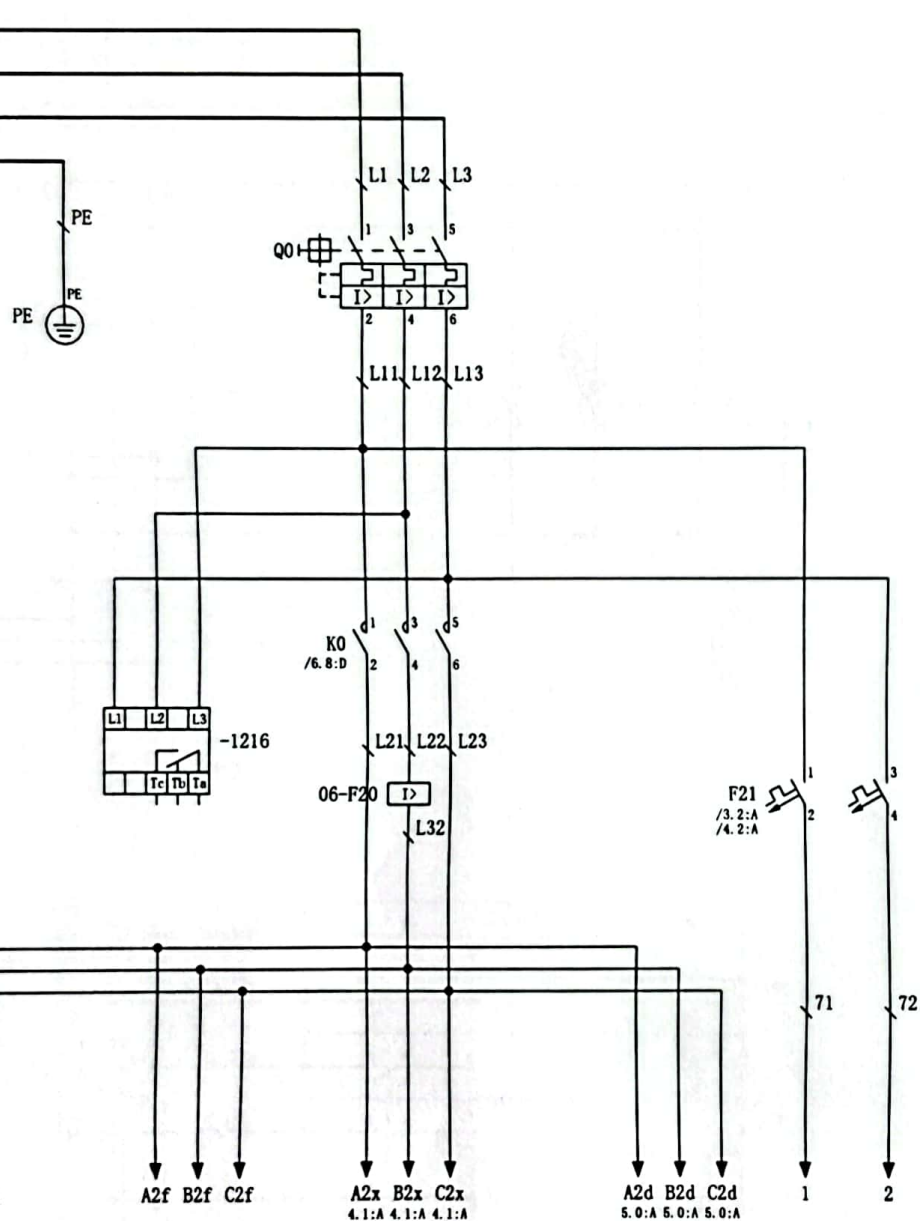 L1 L2 L3
PE
1 3 5
Q0
PE
PE
I> I> I>
2 4 6
L11 L12 L13
1 3 5
K0
/6.8:D
2 4 6
L1 L2 L3
-1216
L21 L22 L23
Tc Tb Ta
06-F20 I>
1 3
F21
/3.2:A
/4.2:A
2 4
L32
71 72
A2f B2f C2f A2x B2x C2x A2d B2d C2d 1 2
4.1:A 4.1:A 4.1:A 5.0:A 5.0:A 5.0:A